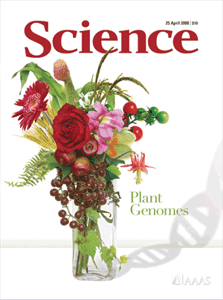 25 April 2008 | $10
Science
Plant
Genomes
AAAS